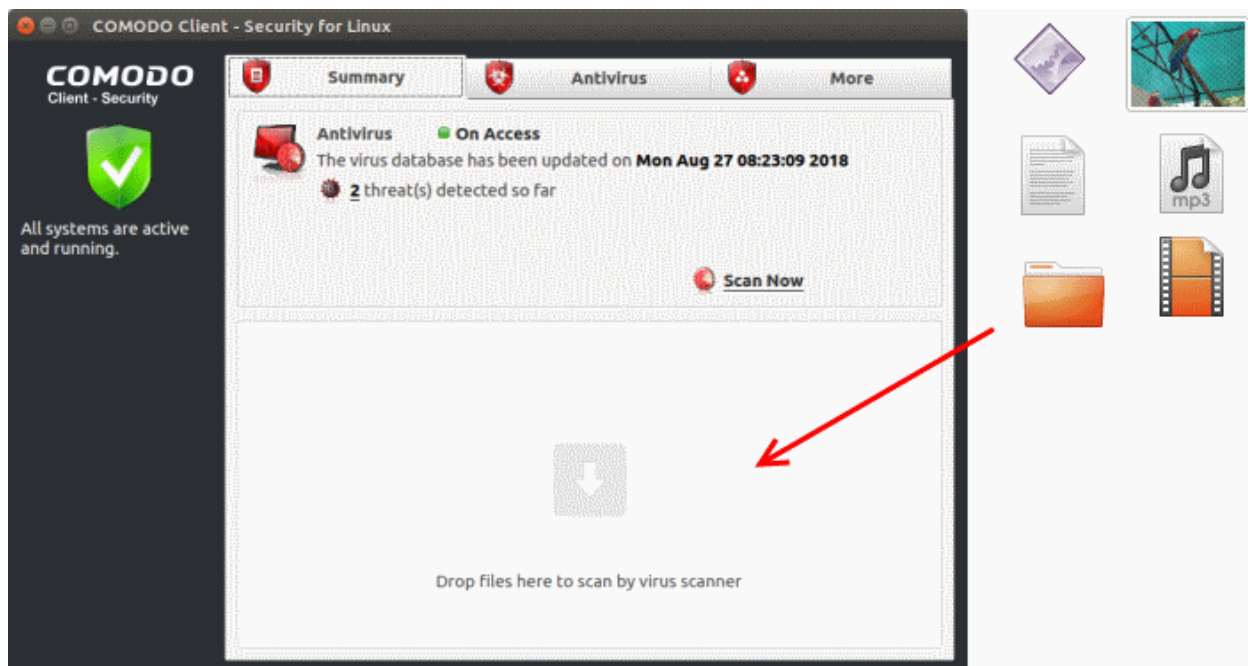 COMODO Client - Security for Linux
COMODO
Client - Security
All systems are active
and running.
Summary
Antivirus
More
Antivirus On Access
The virus database has been updated on Mon Aug 27 08:23:09 2018
2 threat(s) detected so far
Scan Now
Drop files here to scan by virus scanner
mp3